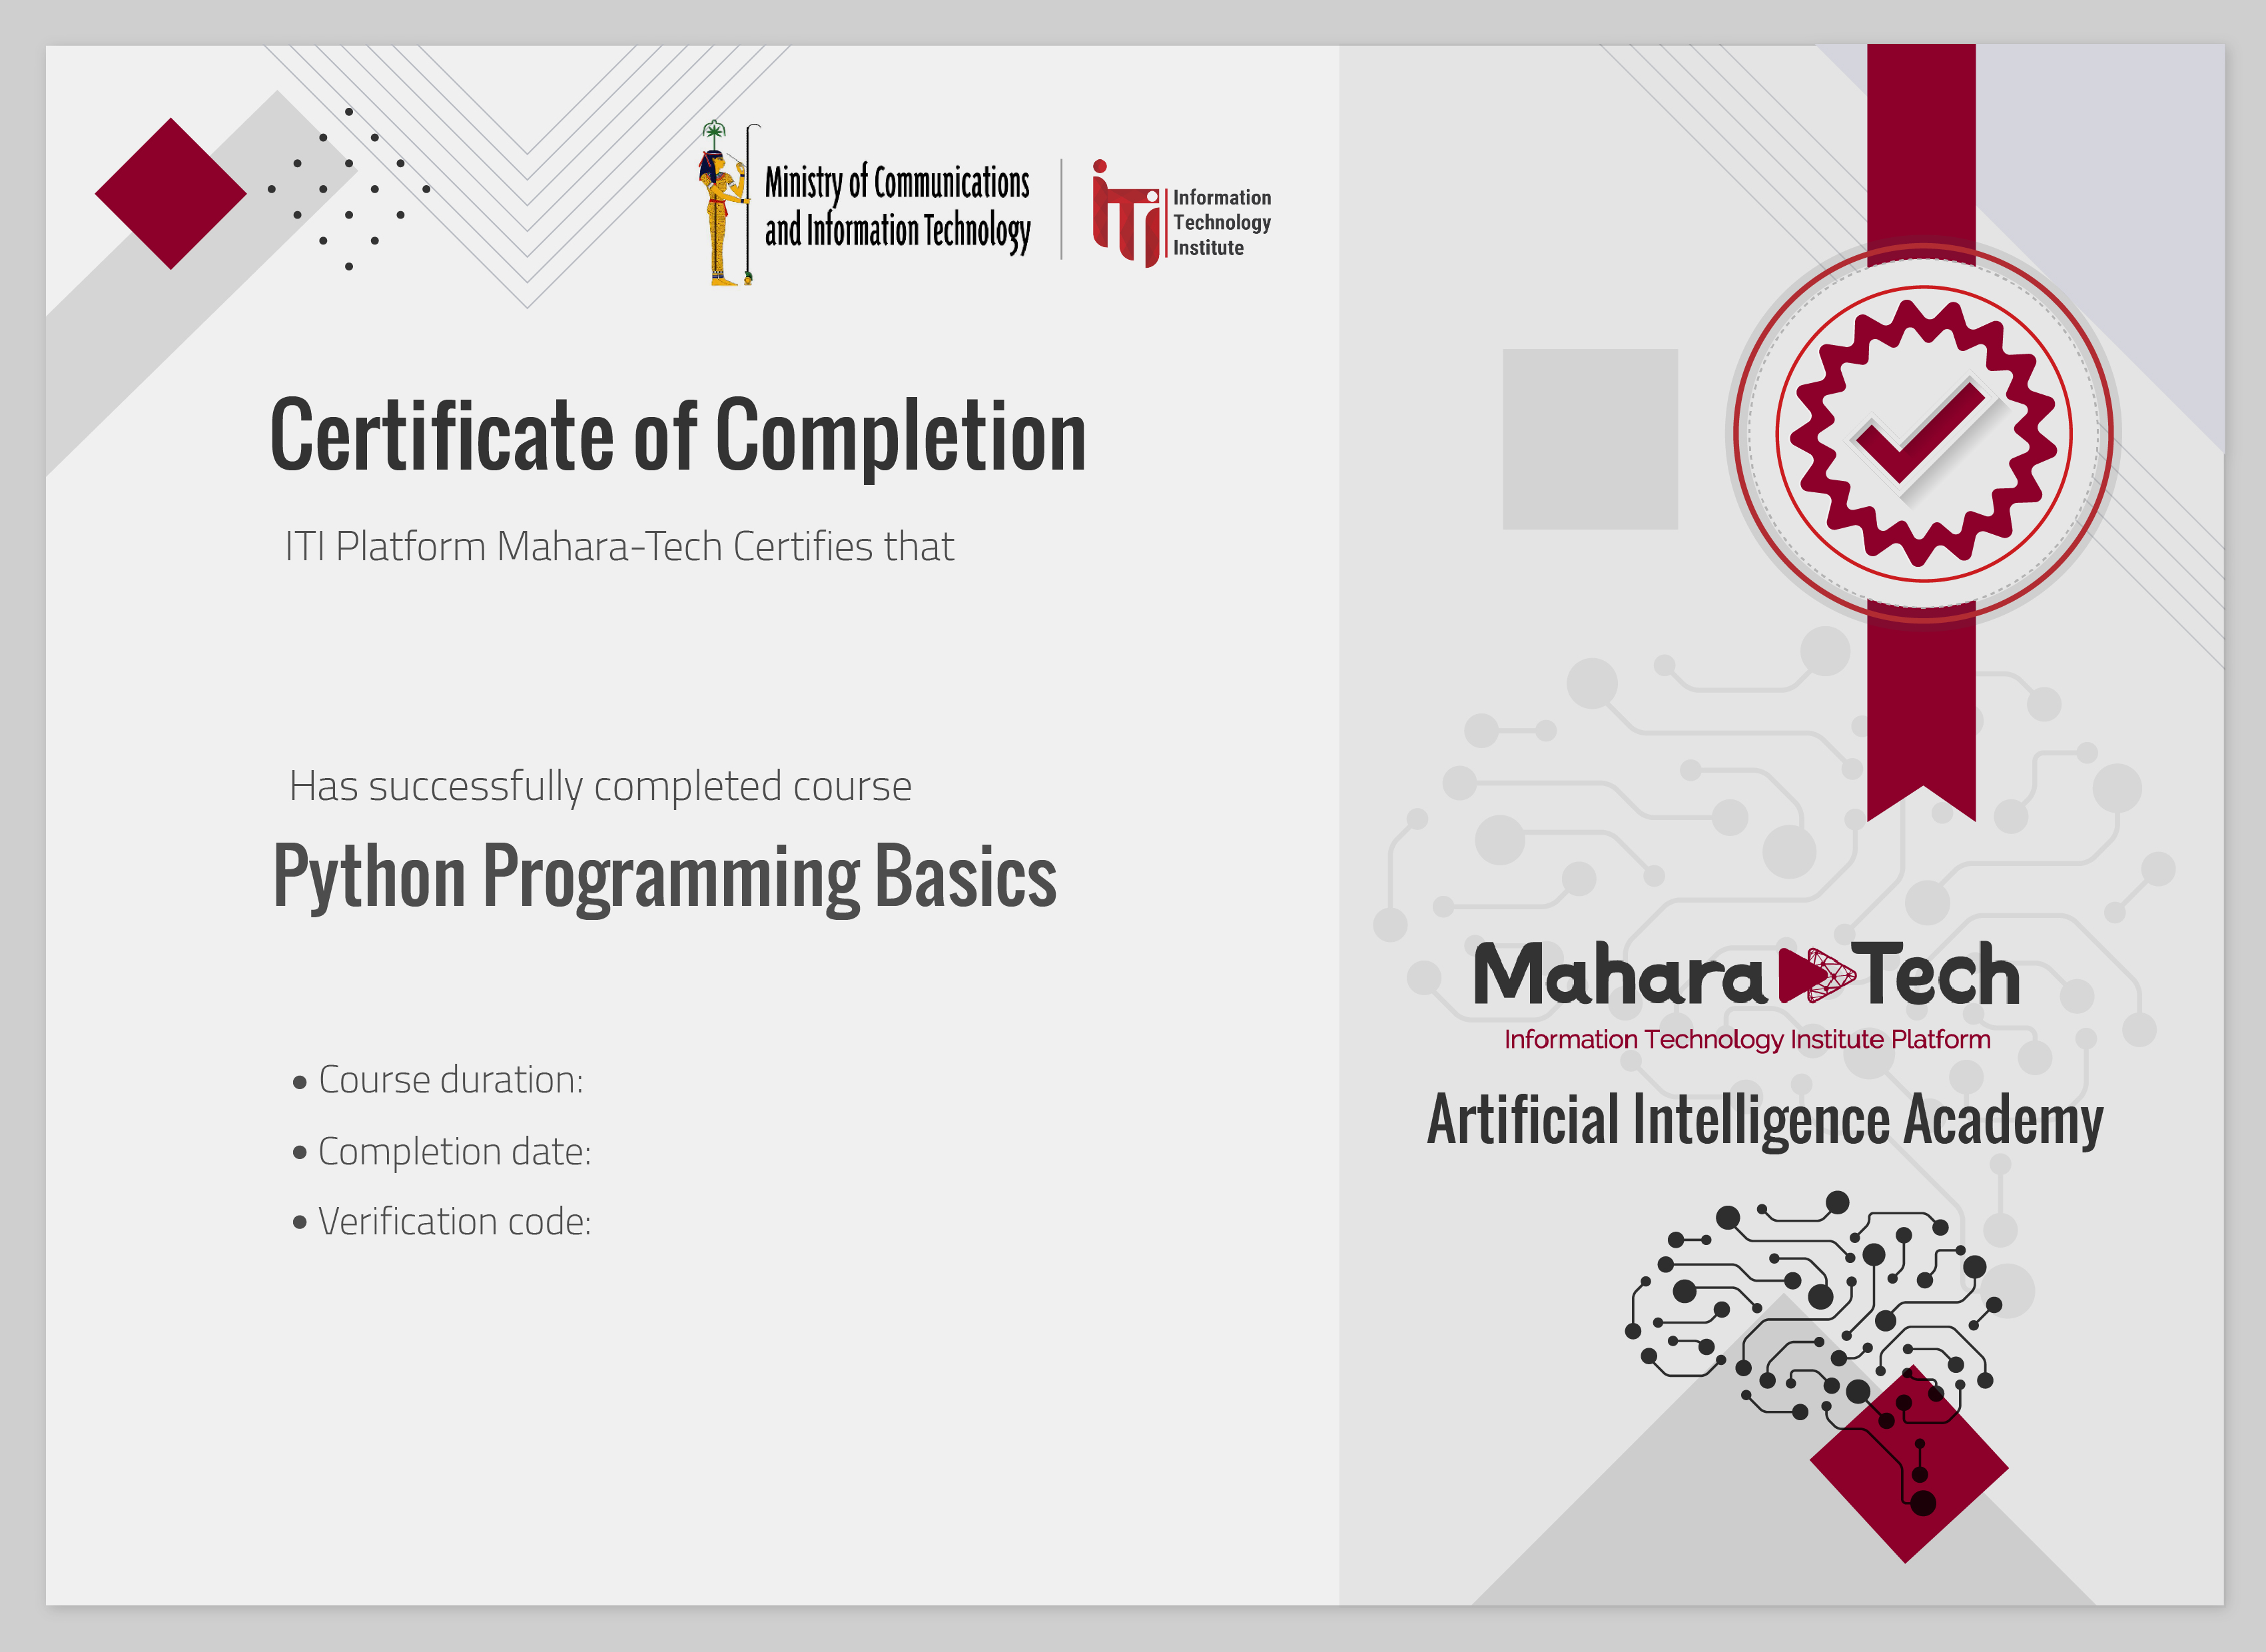 Ministry of Communications
and Information Technology
iTi
Information
Technology
Institute
Certificate of Completion
ITI Platform Mahara-Tech Certifies that
Has successfully completed course
Python Programming Basics
• Course duration:
• Completion date:
• Verification code:
Mahara Tech
Information Technology Institute Platform
Artificial Intelligence Academy